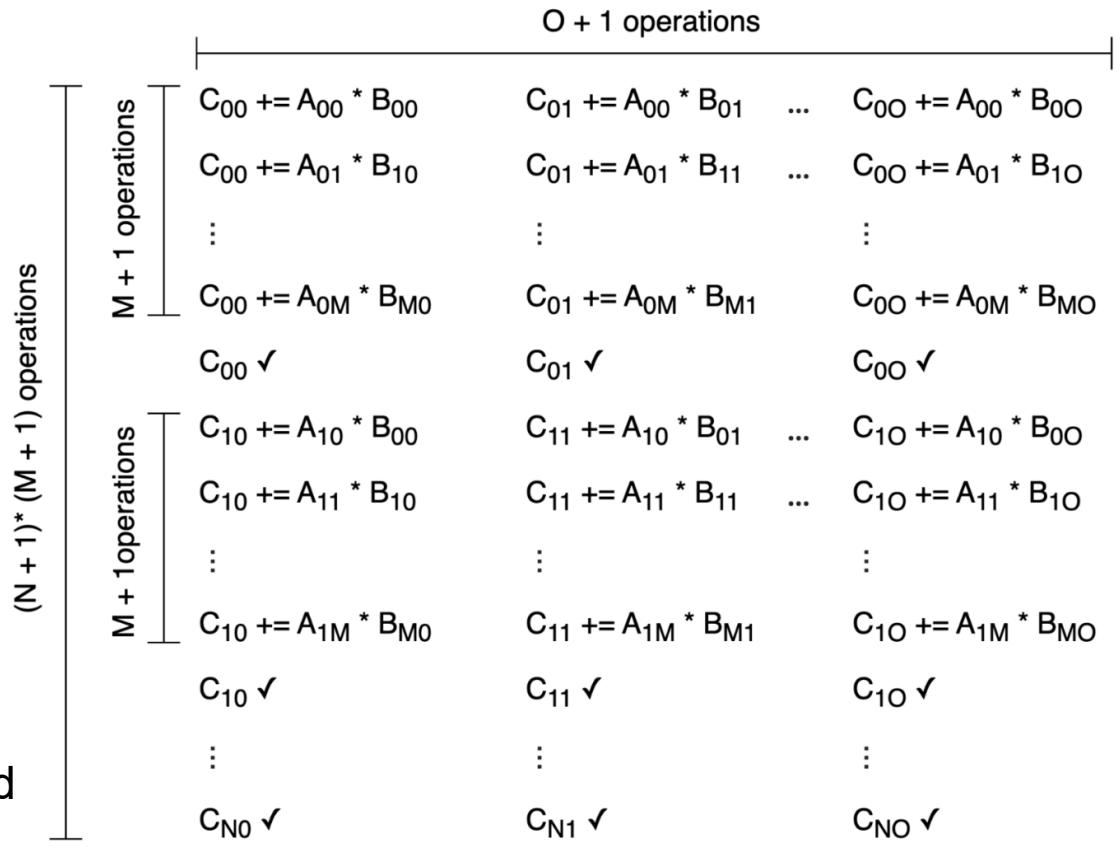 O + 1 operations
C₀₀ += A₀₀ * B₀₀ C₀₁ += A₀₀ * B₀₁ ... C₀O += A₀₀ * B₀O
C₀₀ += A₀₁ * B₁₀ C₀₁ += A₀₁ * B₁₁ ... C₀O += A₀₁ * B₁O
⋮ ⋮ ⋮
C₀₀ += A₀M * BM₀ C₀₁ += A₀M * BM₁ C₀O += A₀M * BMO
M + 1 operations
C₀₀ ✓ C₀₁ ✓ C₀O ✓
C₁₀ += A₁₀ * B₀₀ C₁₁ += A₁₀ * B₀₁ ... C₁O += A₁₀ * B₀O
C₁₀ += A₁₁ * B₁₀ C₁₁ += A₁₁ * B₁₁ ... C₁O += A₁₁ * B₁O
⋮ ⋮ ⋮
C₁₀ += A₁M * BM₀ C₁₁ += A₁M * BM₁ C₁O += A₁M * BMO
M + 1operations
C₁₀ ✓ C₁₁ ✓ C₁O ✓
⋮ ⋮ ⋮
CN₀ ✓ CN₁ ✓ CNO ✓
(N + 1)* (M + 1) operations
d